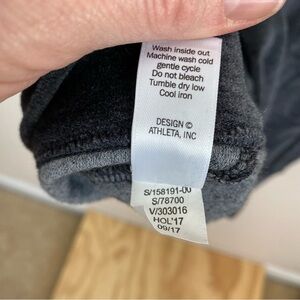 Wash inside out
Machine wash cold
gentle cycle
Do not bleach
Tumble dry low
Cool iron
DESIGN ©
ATHLETA, INC
S/158191-00
S/78700
V/303016
HOL'17
09/17